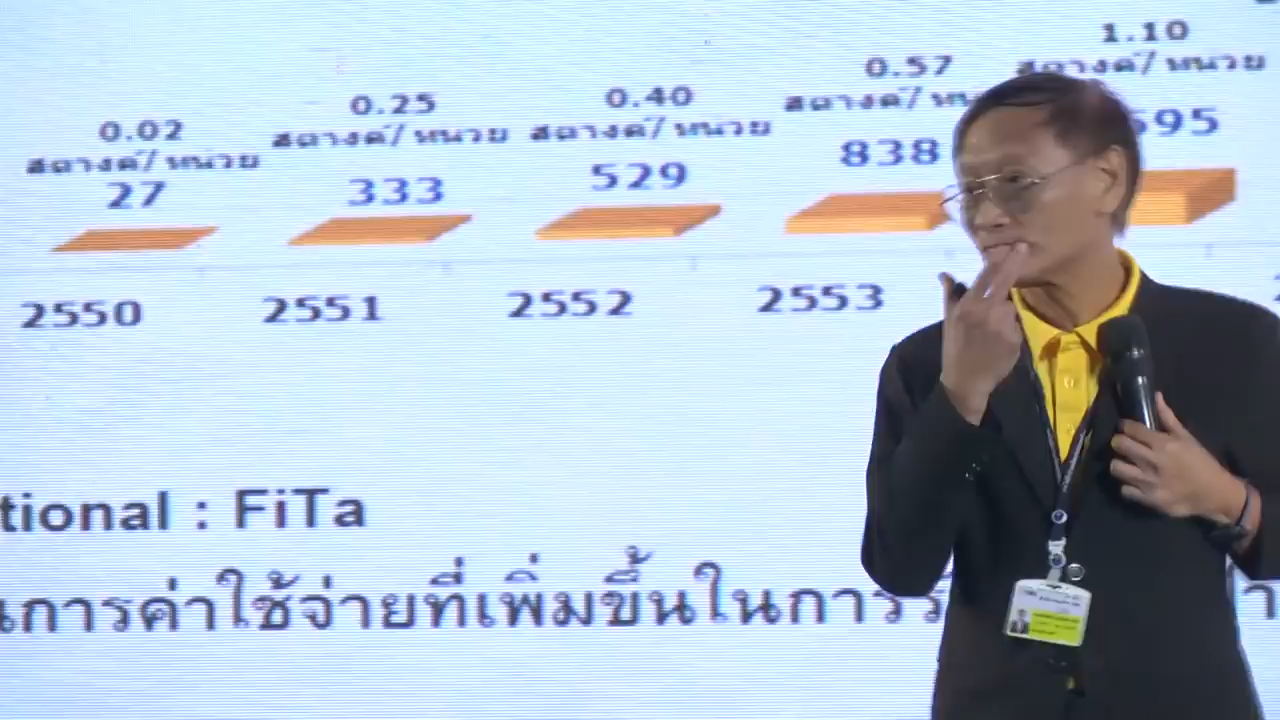 1.10
สตางค์/หน่วย
0.57
สตางค์/หน
0.40
สตางค์/หน่วย
0.25
สตางค์/หน่วย
0.02
สตางค์/หน่วย
595
838
529
333
27
2550 2551 2552 2553
tional : FiTa
นการค่าใช้จ่ายที่เพิ่มขึ้นในการร